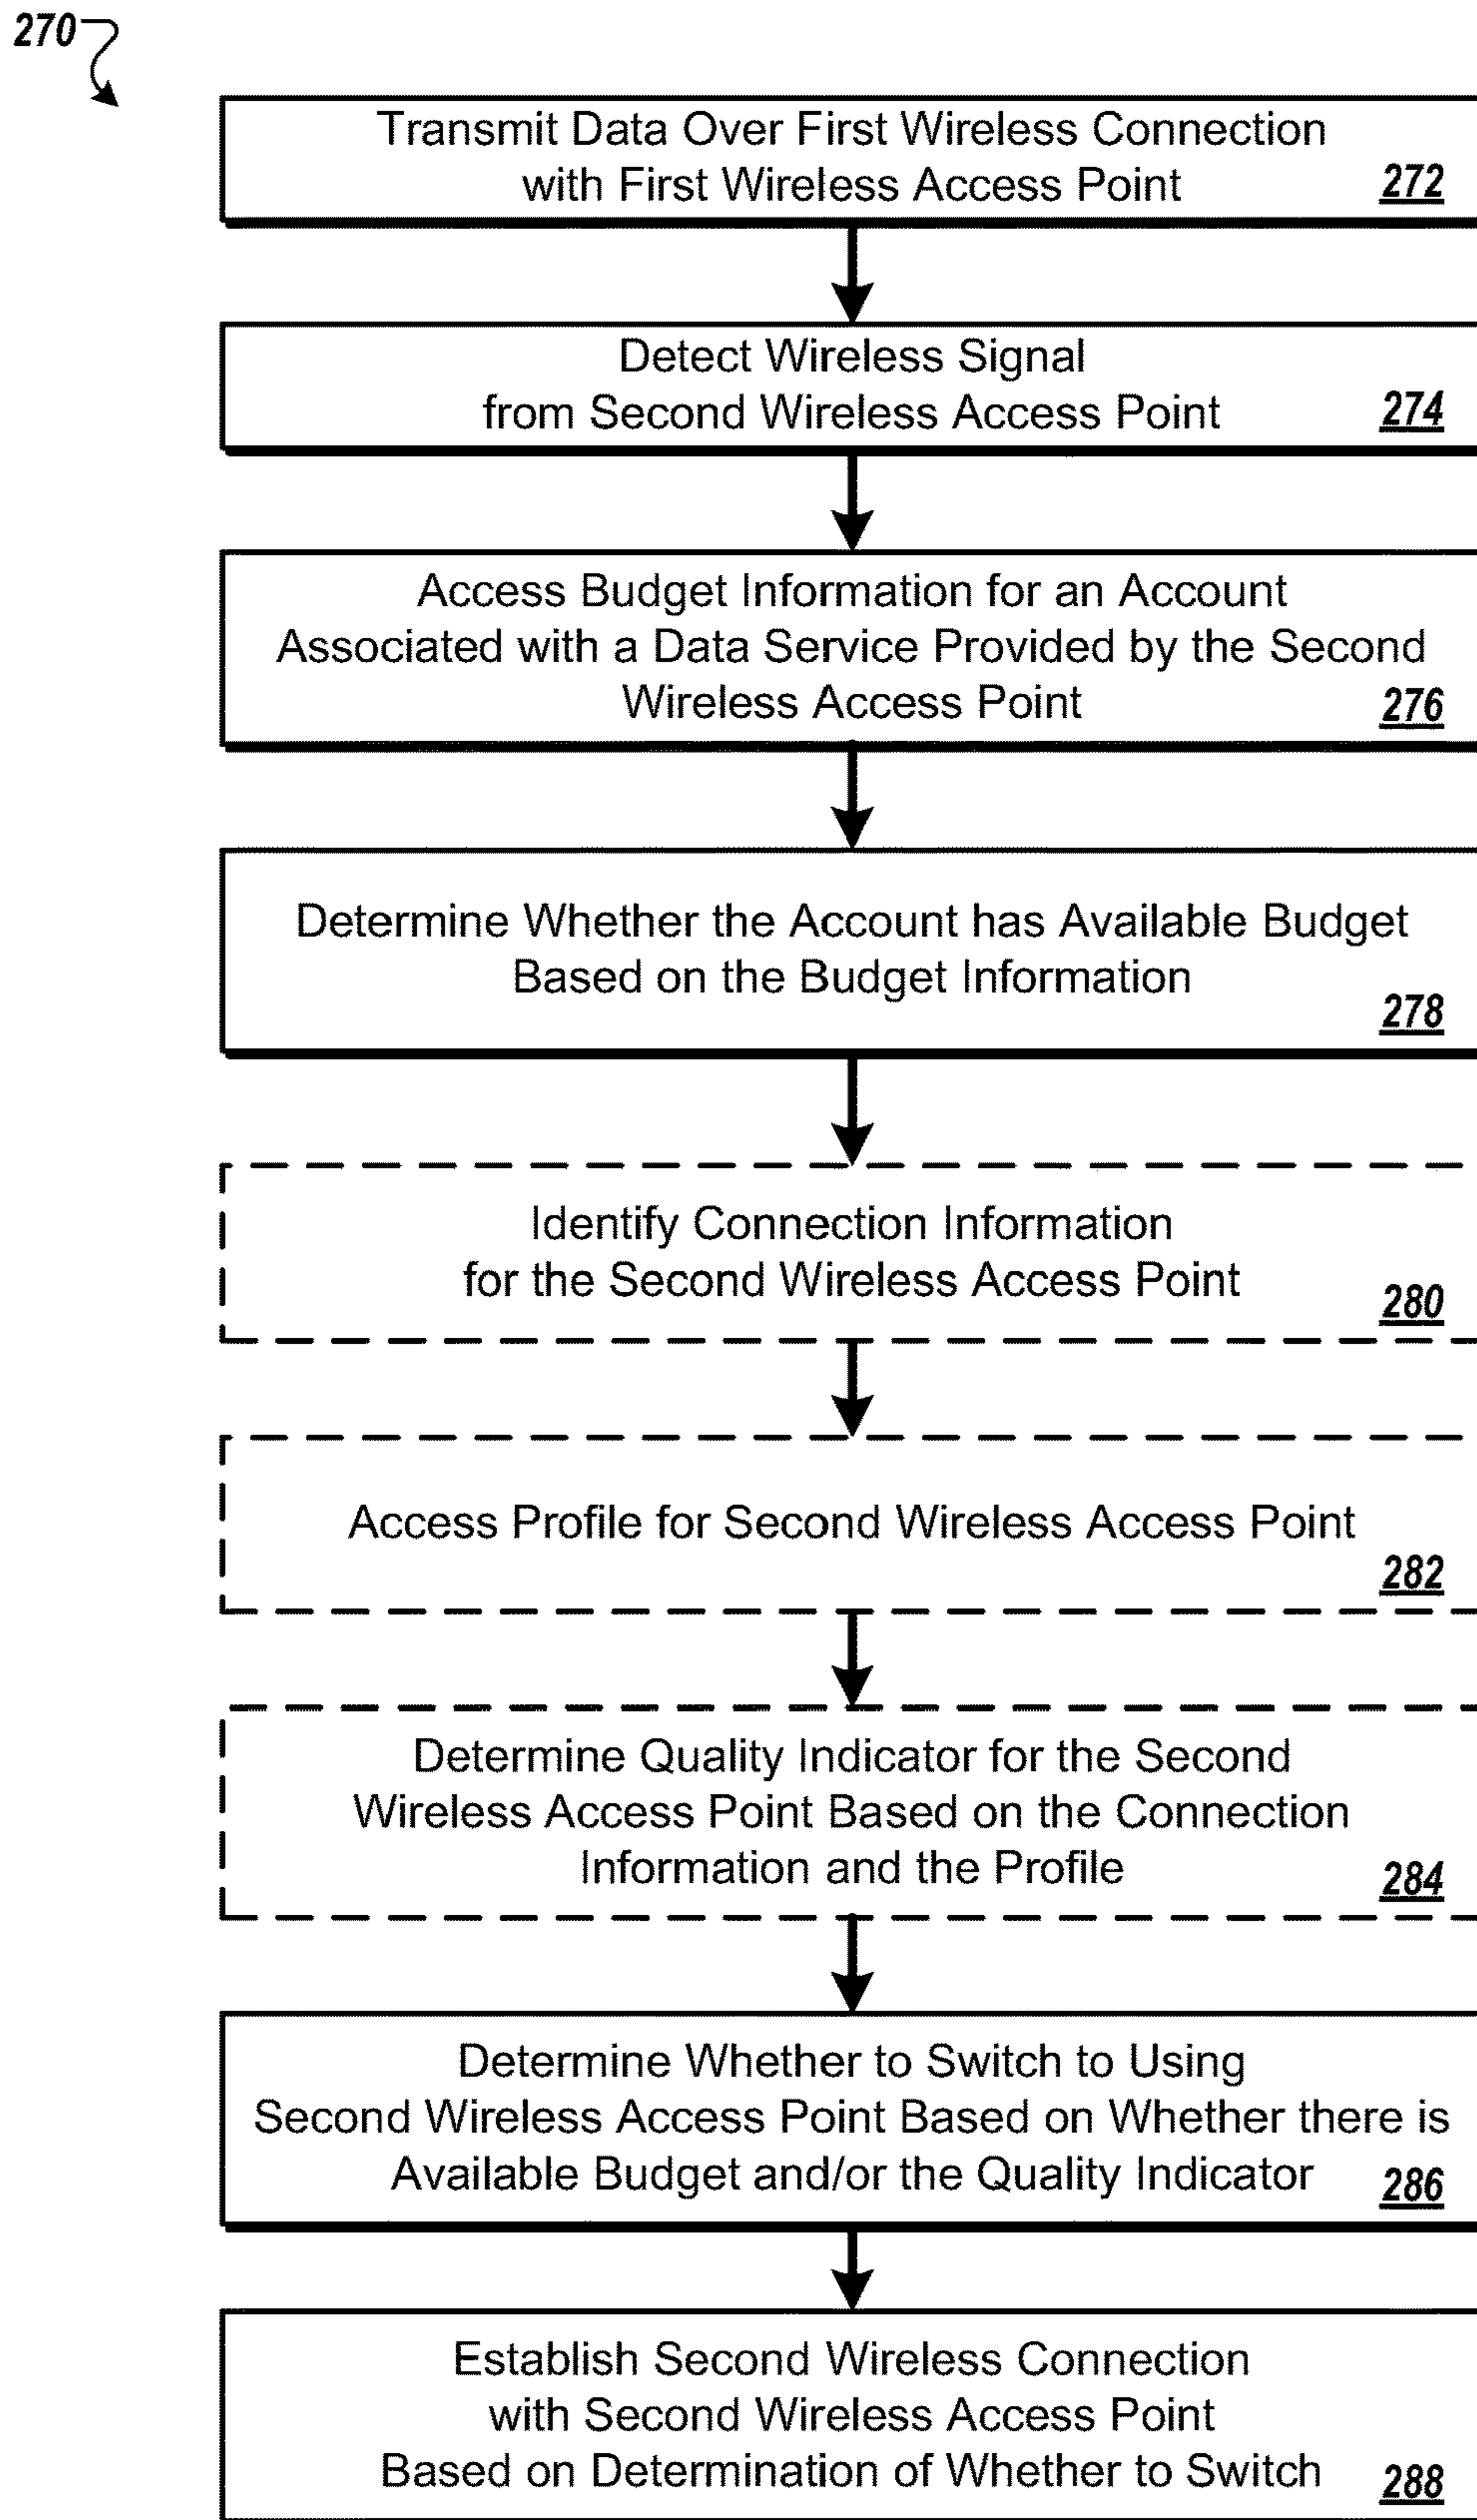 270
Transmit Data Over First Wireless Connection
with First Wireless Access Point
272
Detect Wireless Signal
from Second Wireless Access Point
274
Access Budget Information for an Account
Associated with a Data Service Provided by the Second
Wireless Access Point
276
Determine Whether the Account has Available Budget
Based on the Budget Information
278
Identify Connection Information
for the Second Wireless Access Point
280
Access Profile for Second Wireless Access Point
282
Determine Quality Indicator for the Second
Wireless Access Point Based on the Connection
Information and the Profile
284
Determine Whether to Switch to Using
Second Wireless Access Point Based on Whether there is
Available Budget and/or the Quality Indicator
286
Establish Second Wireless Connection
with Second Wireless Access Point
Based on Determination of Whether to Switch
288